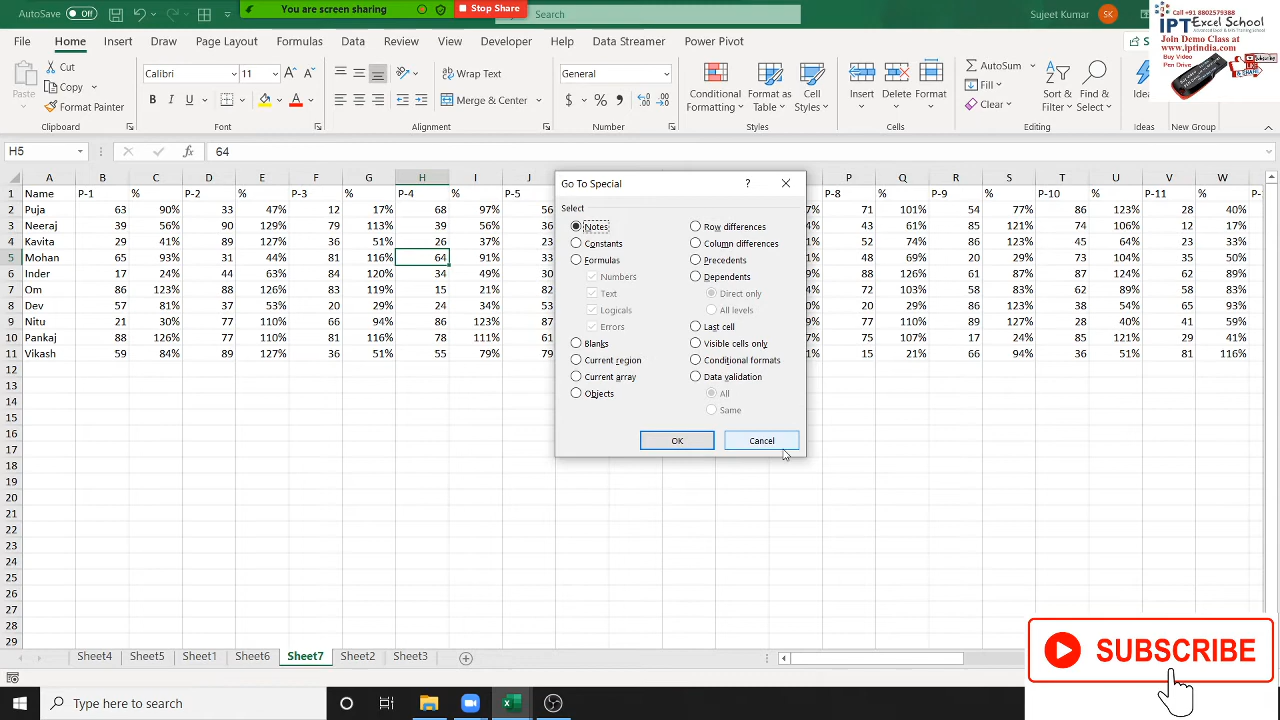 You are screen sharing
Stop Share
AutoSave Off
Search
Sujeet Kumar
SK
Call +91 8802579388
IPT Excel School
Advanced Excel & MIS Training School
Join Demo Class at
www.iptindia.com
Buy Video
Pen Drive
File Home Insert Draw Page Layout Formulas Data Review View Developer Help Data Streamer Power Pivot
Paste Cut Copy Format Painter
Calibri 11
B I U
Wrap Text
Merge & Center
General
$ % ,
Conditional Formatting
Format as Table
Cell Styles
Insert Delete Format
AutoSum
Fill
Clear
Sort & Filter
Find & Select
Ideas
Clipboard Font Alignment Number Styles Cells Editing Ideas New Group
H5 fx 64
A B C D E F G H I J P Q R S T U V W
1 Name P-1 % P-2 % P-3 % P-4 % P-5 P-8 % P-9 % P-10 % P-11 % P-
2 Puja 63 90% 33 47% 12 17% 68 97% 56 7% 71 101% 54 77% 86 123% 28 40%
3 Neeraj 39 56% 90 129% 79 113% 39 56% 87 % 43 61% 89 127% 74 106% 12 17%
4 Kavita 29 41% 62 89% 36 51% 26 37% 23 % 52 74% 86 123% 45 64% 23 33%
5 Mohan 65 93% 31 44% 81 116% 64 91% 33 % 48 69% 20 29% 73 104% 35 50%
6 Inder 17 24% 44 63% 84 120% 34 49% 30 % 88 126% 61 87% 87 124% 62 89%
7 Om 86 123% 88 126% 83 119% 15 21% 82 % 72 103% 58 83% 62 89% 58 83%
8 Dev 57 81% 37 53% 20 29% 24 34% 57 % 20 29% 86 123% 38 54% 65 93%
9 Nitu 21 30% 77 110% 66 94% 86 123% 87 % 77 110% 89 127% 28 40% 41 59%
10 Pankaj 90 129% 77 110% 81 116% 78 111% 61 % 75 107% 17 24% 85 121% 29 41%
11 Vikash 59 84% 89 127% 36 51% 55 79% 79 % 15 21% 66 94% 36 51% 81 116%
12
13
14
15
16
17
18
19
20
21
22
23
24
25
26
27
28
29
Go To Special ?
Select
Notes
Constants
Formulas
Numbers
Text
Logicals
Errors
Blanks
Current region
Current array
Objects
Row differences
Column differences
Precedents
Dependents
Direct only
All levels
Last cell
Visible cells only
Conditional formats
Data validation
All
Same
OK Cancel
Sheet4 Sheet5 Sheet1 Sheet6 Sheet7 Sheet2 Sheet3
SUBSCRIBE
Type here to search